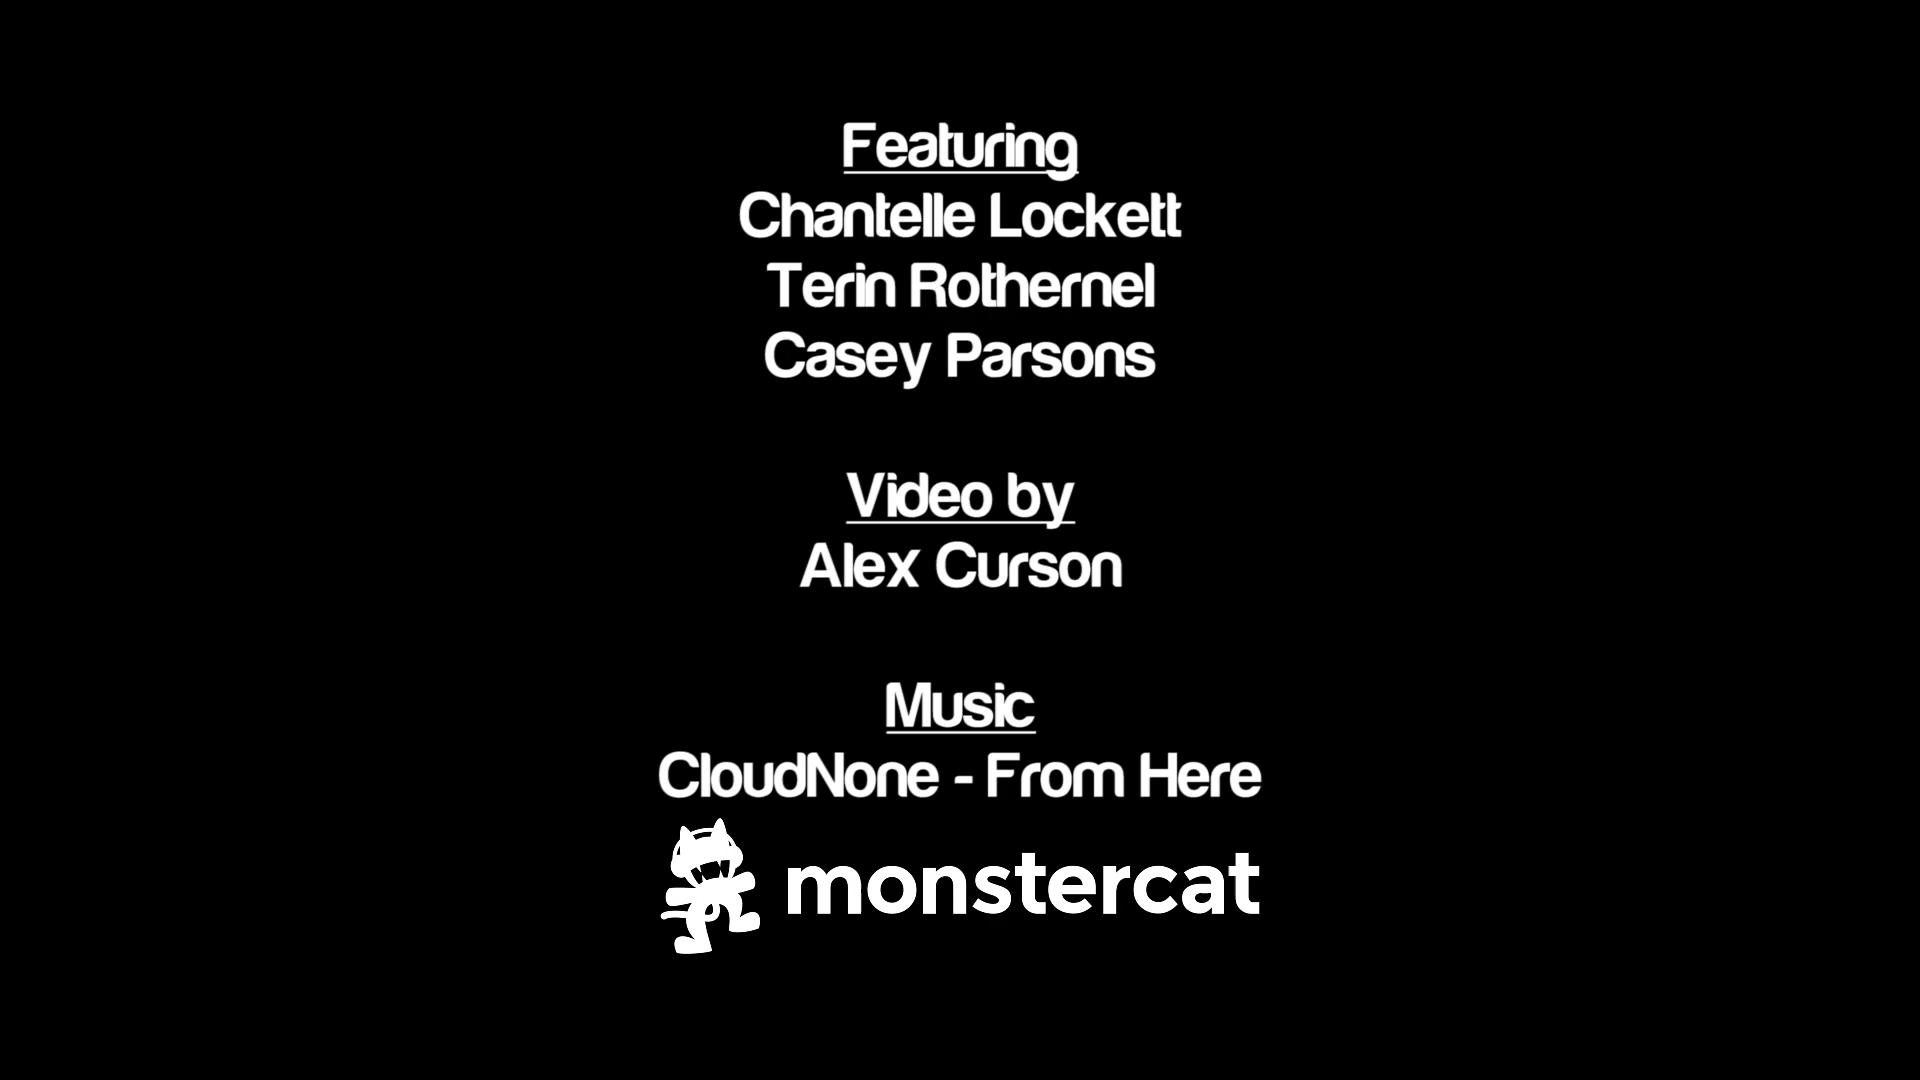 Featuring
Chantelle Lockett
Terin Rothernel
Casey Parsons
Video by
Alex Curson
Music
CloudNone - From Here
monstercat